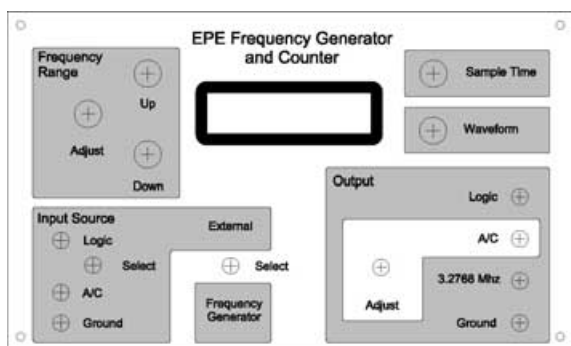 EPE Frequency Generator
and Counter
Frequency
Range
Up
Adjust
Down
Sample Time
Waveform
Input Source
Logic
External
Select
Select
A/C
Ground
Frequency
Generator
Output
Logic
A/C
3.2768 Mhz
Adjust
Ground